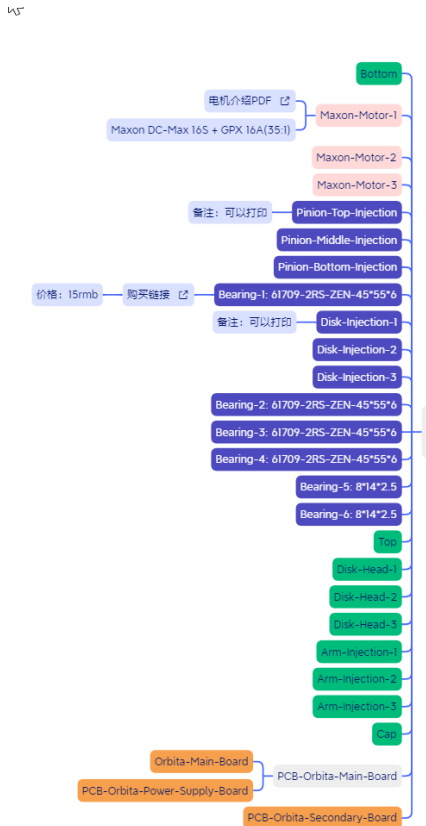 Bottom
电机介绍PDF
Maxon-Motor-1
Maxon DC-Max 16S + GPX 16A(35:1)
Maxon-Motor-2
Maxon-Motor-3
备注：可以打印
Pinion-Top-Injection
Pinion-Middle-Injection
Pinion-Bottom-Injection
价格：15rmb
购买链接
Bearing-1: 61709-2RS-ZEN-45*55*6
备注：可以打印
Disk-Injection-1
Disk-Injection-2
Disk-Injection-3
Bearing-2: 61709-2RS-ZEN-45*55*6
Bearing-3: 61709-2RS-ZEN-45*55*6
Bearing-4: 61709-2RS-ZEN-45*55*6
Bearing-5: 8*14*2.5
Bearing-6: 8*14*2.5
Top
Disk-Head-1
Disk-Head-2
Disk-Head-3
Arm-Injection-1
Arm-Injection-2
Arm-Injection-3
Cap
Orbita-Main-Board
PCB-Orbita-Main-Board
PCB-Orbita-Power-Supply-Board
PCB-Orbita-Secondary-Board